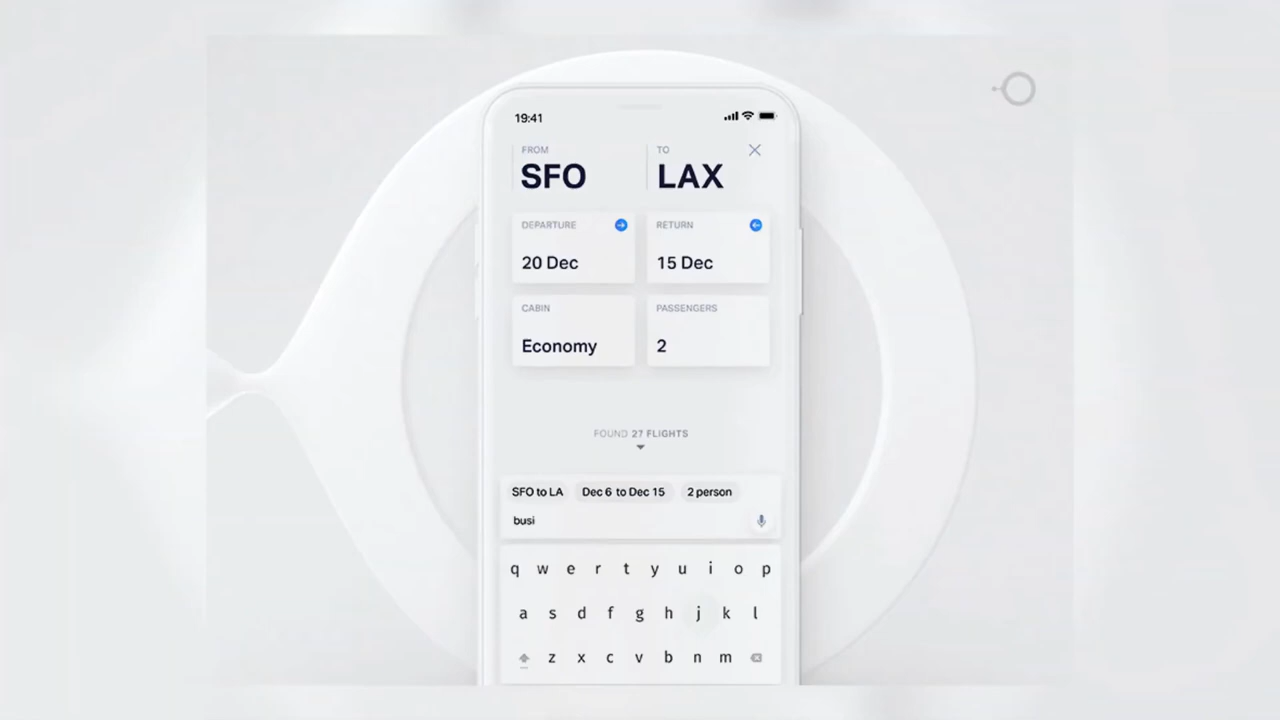 19:41
FROM TO
SFO LAX
DEPARTURE RETURN
20 Dec 15 Dec
CABIN PASSENGERS
Economy 2
FOUND 27 FLIGHTS
SFO to LA Dec 6 to Dec 15 2 person
busi
q w e r t y u i o p
a s d f g h j k l
z x c v b n m